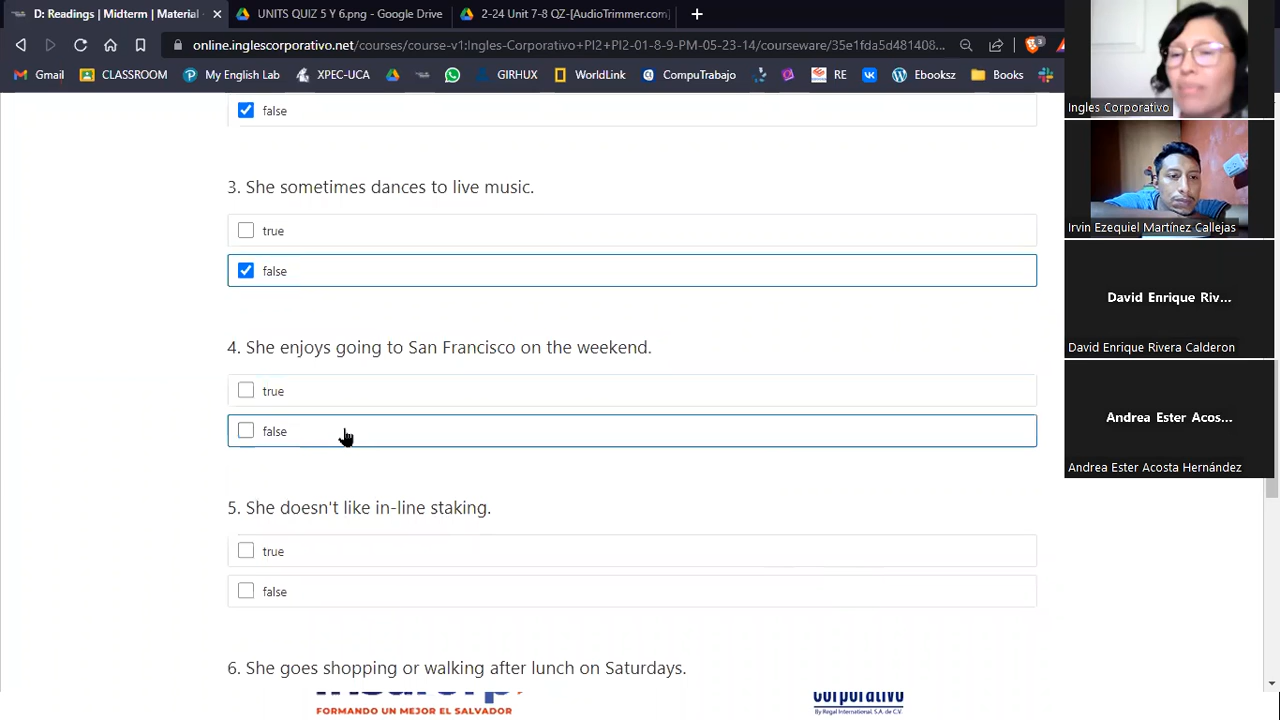 D: Readings | Midterm | Material
UNITS QUIZ 5 Y 6.png - Google Drive
2-24 Unit 7-8 QZ-[AudioTrimmer.com]
online.inglescorporativo.net/courses/course-v1:Ingles-Corporativo+PI2+PI2-01-8-9-PM-05-23-14/courseware/35e1fda5d481408...
3
Gmail
CLASSROOM
My English Lab
XPEC-UCA
GIRHUX
WorldLink
CompuTrabajo
RE
Ebooksz
Books
false
3. She sometimes dances to live music.
true
false
4. She enjoys going to San Francisco on the weekend.
true
false
5. She doesn't like in-line staking.
true
false
6. She goes shopping or walking after lunch on Saturdays.
FORMANDO UN MEJOR EL SALVADOR
corporativo
By Regal International, S.A. de C.V.
Ingles Corporativo
Irvin Ezequiel Martínez Callejas
David Enrique Riv...
David Enrique Rivera Calderon
Andrea Ester Acos...
Andrea Ester Acosta Hernández